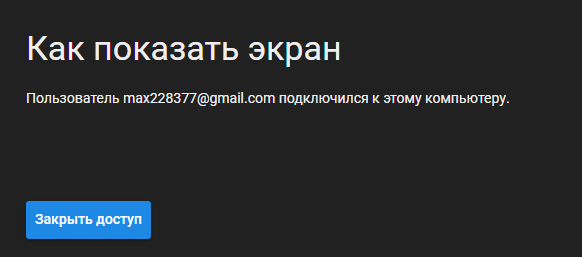 Как показать экран
Пользователь max228377@gmail.com подключился к этому компьютеру.
Закрыть доступ